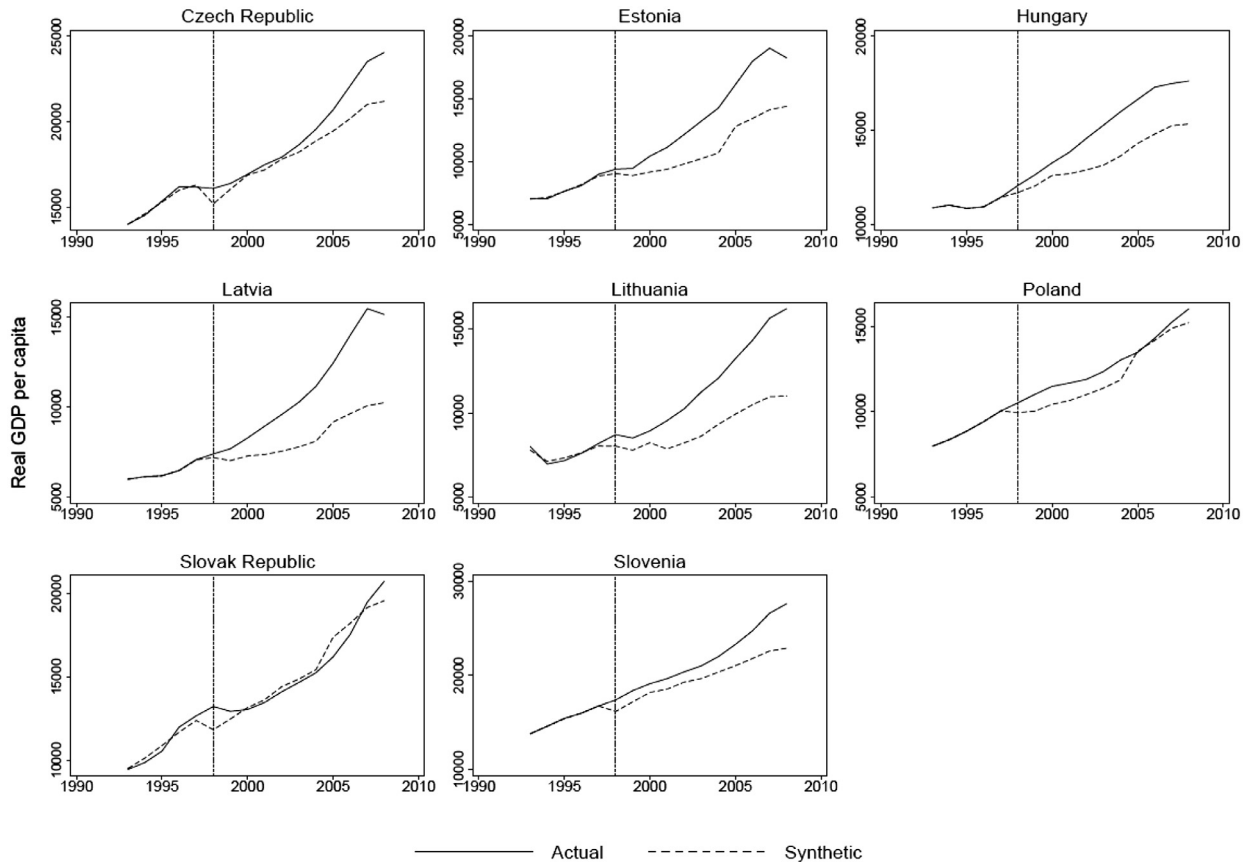 Czech Republic
25000
20000
15000
1990 1995 2000 2005 2010
Estonia
20000
15000
10000
5000
1990 1995 2000 2005 2010
Hungary
20000
15000
10000
1990 1995 2000 2005 2010
Latvia
15000
10000
5000
1990 1995 2000 2005 2010
Lithuania
15000
10000
5000
1990 1995 2000 2005 2010
Poland
15000
10000
5000
1990 1995 2000 2005 2010
Real GDP per capita
Slovak Republic
20000
15000
10000
1990 1995 2000 2005 2010
Slovenia
30000
20000
10000
1990 1995 2000 2005 2010
Actual Synthetic